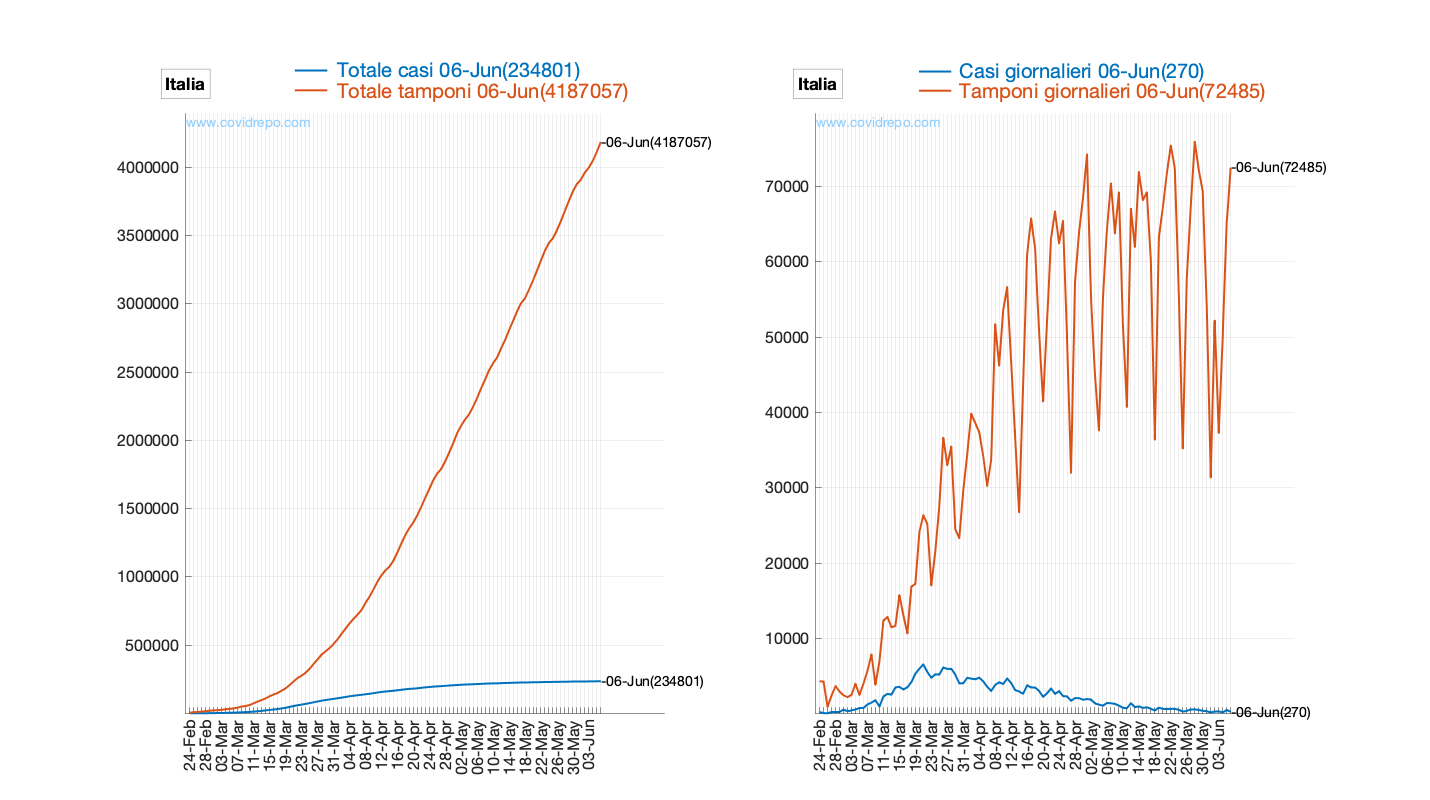 Italia
Totale casi 06-Jun(234801)
Totale tamponi 06-Jun(4187057)
www.covidrepo.com
06-Jun(4187057)
4000000
3500000
3000000
2500000
2000000
1500000
1000000
500000
06-Jun(234801)
24-Feb
28-Feb
03-Mar
07-Mar
11-Mar
15-Mar
19-Mar
23-Mar
27-Mar
31-Mar
04-Apr
08-Apr
12-Apr
16-Apr
20-Apr
24-Apr
28-Apr
02-May
06-May
10-May
14-May
18-May
22-May
26-May
30-May
03-Jun
Italia
Casi giornalieri 06-Jun(270)
Tamponi giornalieri 06-Jun(72485)
www.covidrepo.com
06-Jun(72485)
70000
60000
50000
40000
30000
20000
10000
06-Jun(270)
24-Feb
28-Feb
03-Mar
07-Mar
11-Mar
15-Mar
19-Mar
23-Mar
27-Mar
31-Mar
04-Apr
08-Apr
12-Apr
16-Apr
20-Apr
24-Apr
28-Apr
02-May
06-May
10-May
14-May
18-May
22-May
26-May
30-May
03-Jun